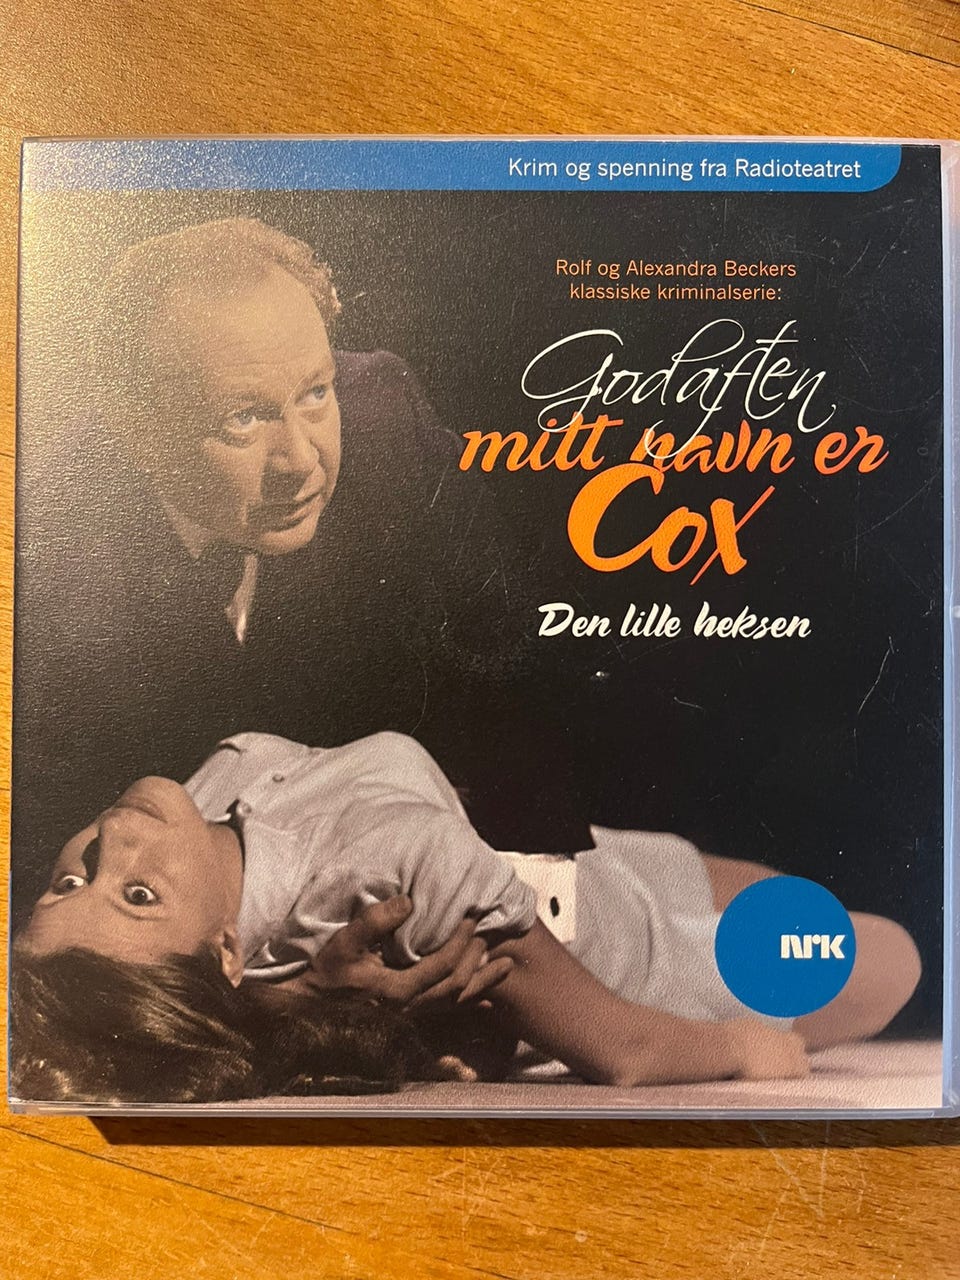 Krim og spenning fra Radioteatret
Rolf og Alexandra Beckers
klassiske kriminalserie:
Godaften
mitt navn er
Cox
Den lille heksen
NRK